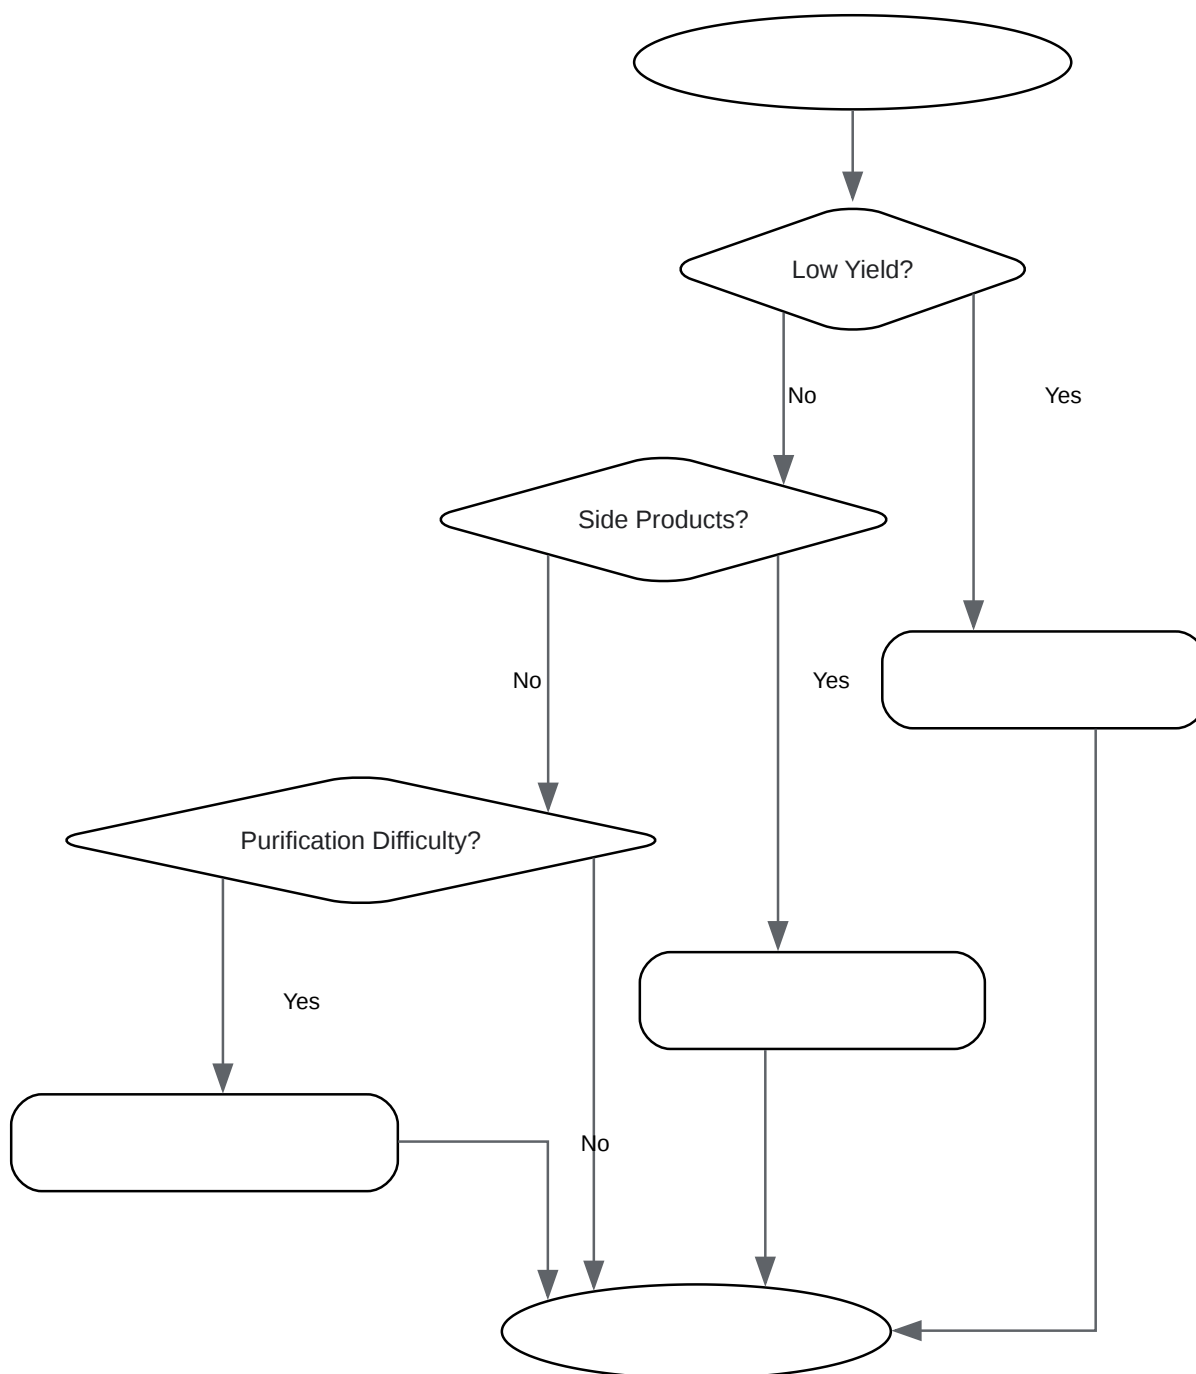 Low Yield?
No
Yes
Side Products?
No
Yes
Purification Difficulty?
Yes
No